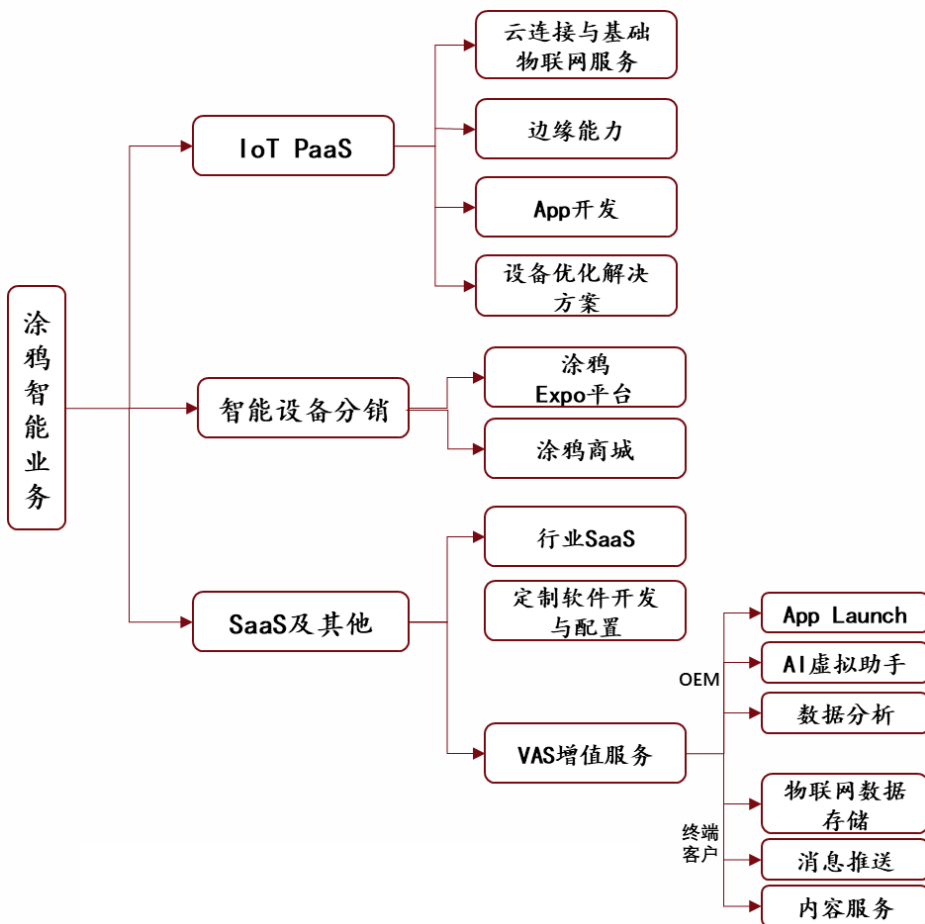 涂鸦智能业务
IoT PaaS
云连接与基础
物联网服务
边缘能力
App开发
设备优化解决
方案
智能设备分销
涂鸦
Expo平台
涂鸦商城
SaaS及其他
行业SaaS
定制软件开发
与配置
VAS增值服务
OEM
App Launch
AI虚拟助手
数据分析
终端
客户
物联网数据
存储
消息推送
内容服务